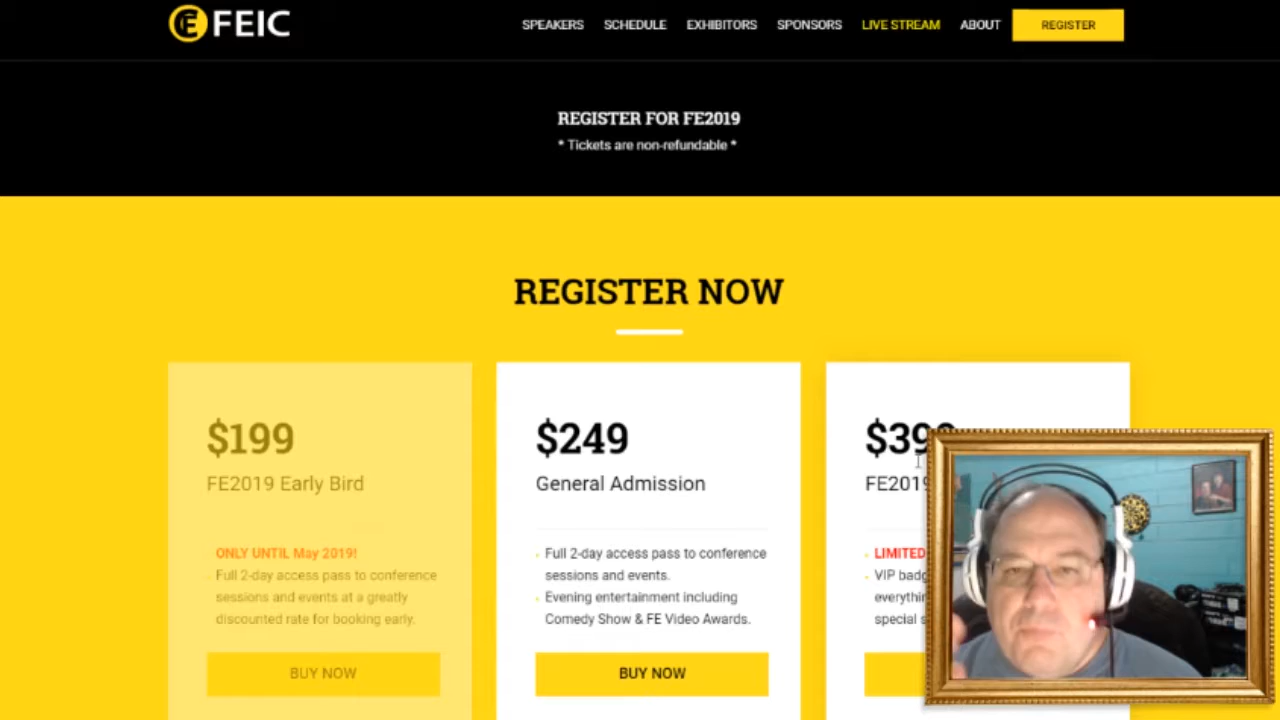 FEIC
SPEAKERS SCHEDULE EXHIBITORS SPONSORS LIVE STREAM ABOUT REGISTER
REGISTER FOR FE2019
* Tickets are non-refundable *
REGISTER NOW
$199
FE2019 Early Bird
ONLY UNTIL May 2019!
Full 2-day access pass to conference
sessions and events at a greatly
discounted rate for booking early.
BUY NOW
$249
General Admission
Full 2-day access pass to conference
sessions and events.
Evening entertainment including
Comedy Show & FE Video Awards.
BUY NOW
$399
FE2019
LIMITED
VIP
special